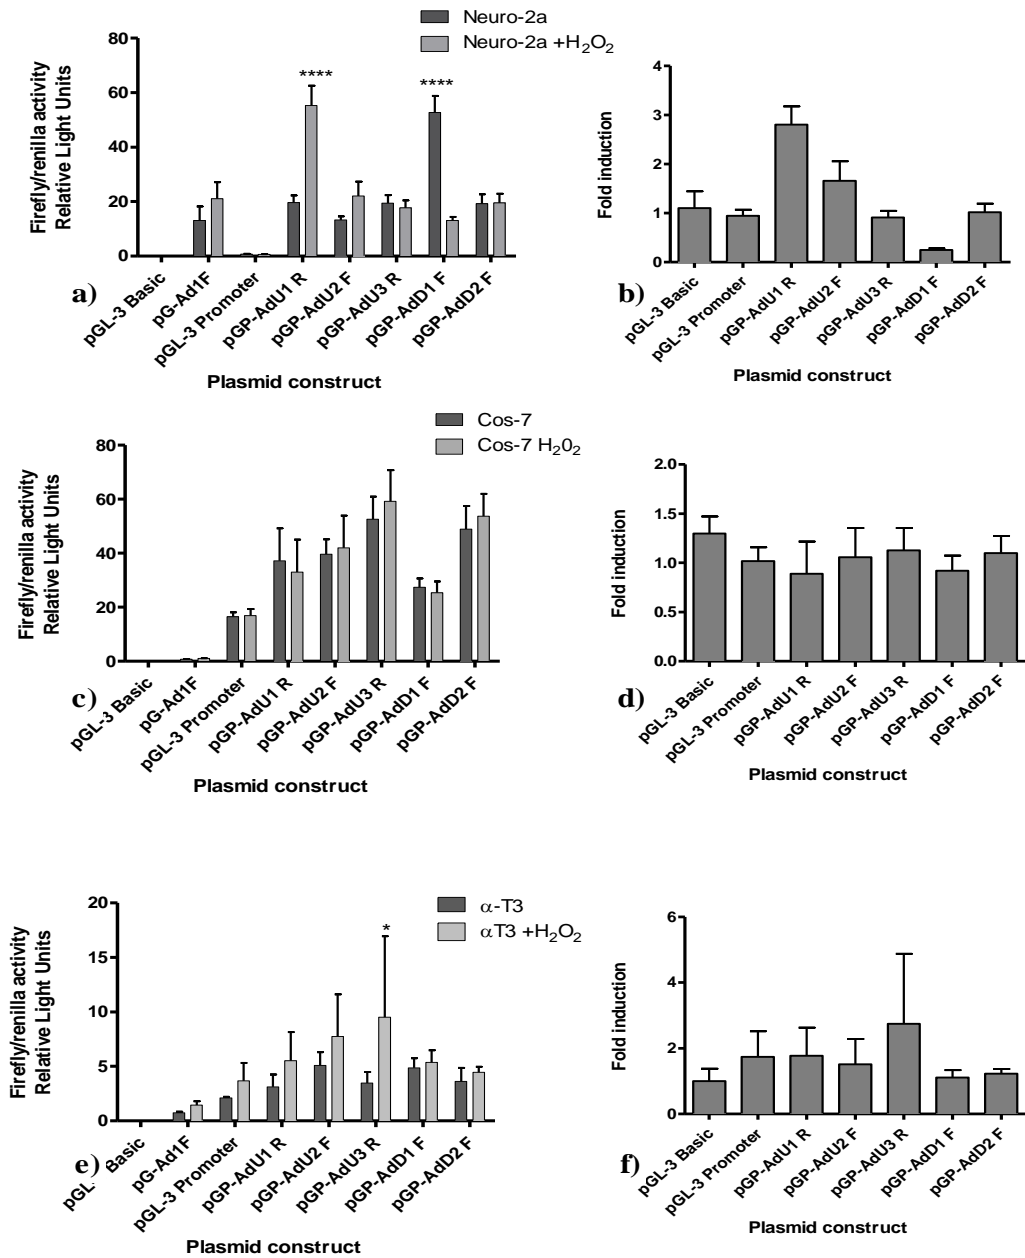 Neuro-2a
Neuro-2a +H₂O₂
Firefly/renilla activity
Relative Light Units
80
60
40
20
0
****
****
a)
pGL-3 Basic
pG-Ad1F
pGL-3 Promoter
pGP-AdU1 R
pGP-AdU2 F
pGP-AdU3 R
pGP-AdD1 F
pGP-AdD2 F
Plasmid construct
Fold induction
4
3
2
1
0
b)
pGL-3 Basic
pGL-3 Promoter
pGP-AdU1 R
pGP-AdU2 F
pGP-AdU3 R
pGP-AdD1 F
pGP-AdD2 F
Plasmid construct
Cos-7
Cos-7 H₂0₂
Firefly/renilla activity
Relative Light Units
80
60
40
20
0
c)
pGL-3 Basic
pG-Ad1F
pGL-3 Promoter
pGP-AdU1 R
pGP-AdU2 F
pGP-AdU3 R
pGP-AdD1 F
pGP-AdD2 F
Plasmid construct
Fold induction
2.0
1.5
1.0
0.5
0.0
d)
pGL-3 Basic
pGL-3 Promoter
pGP-AdU1 R
pGP-AdU2 F
pGP-AdU3 R
pGP-AdD1 F
pGP-AdD2 F
Plasmid construct
α-T3
αT3 +H₂O₂
Firefly/renilla activity
Relative Light Units
20
15
10
5
0
*
e)
pGL- Basic
pG-Ad1F
pGL-3 Promoter
pGP-AdU1 R
pGP-AdU2 F
pGP-AdU3 R
pGP-AdD1 F
pGP-AdD2 F
Plasmid construct
Fold induction
6
4
2
0
f)
pGL-3 Basic
pGL-3 Promoter
pGP-AdU1 R
pGP-AdU2 F
pGP-AdU3 R
pGP-AdD1 F
pGP-AdD2 F
Plasmid construct